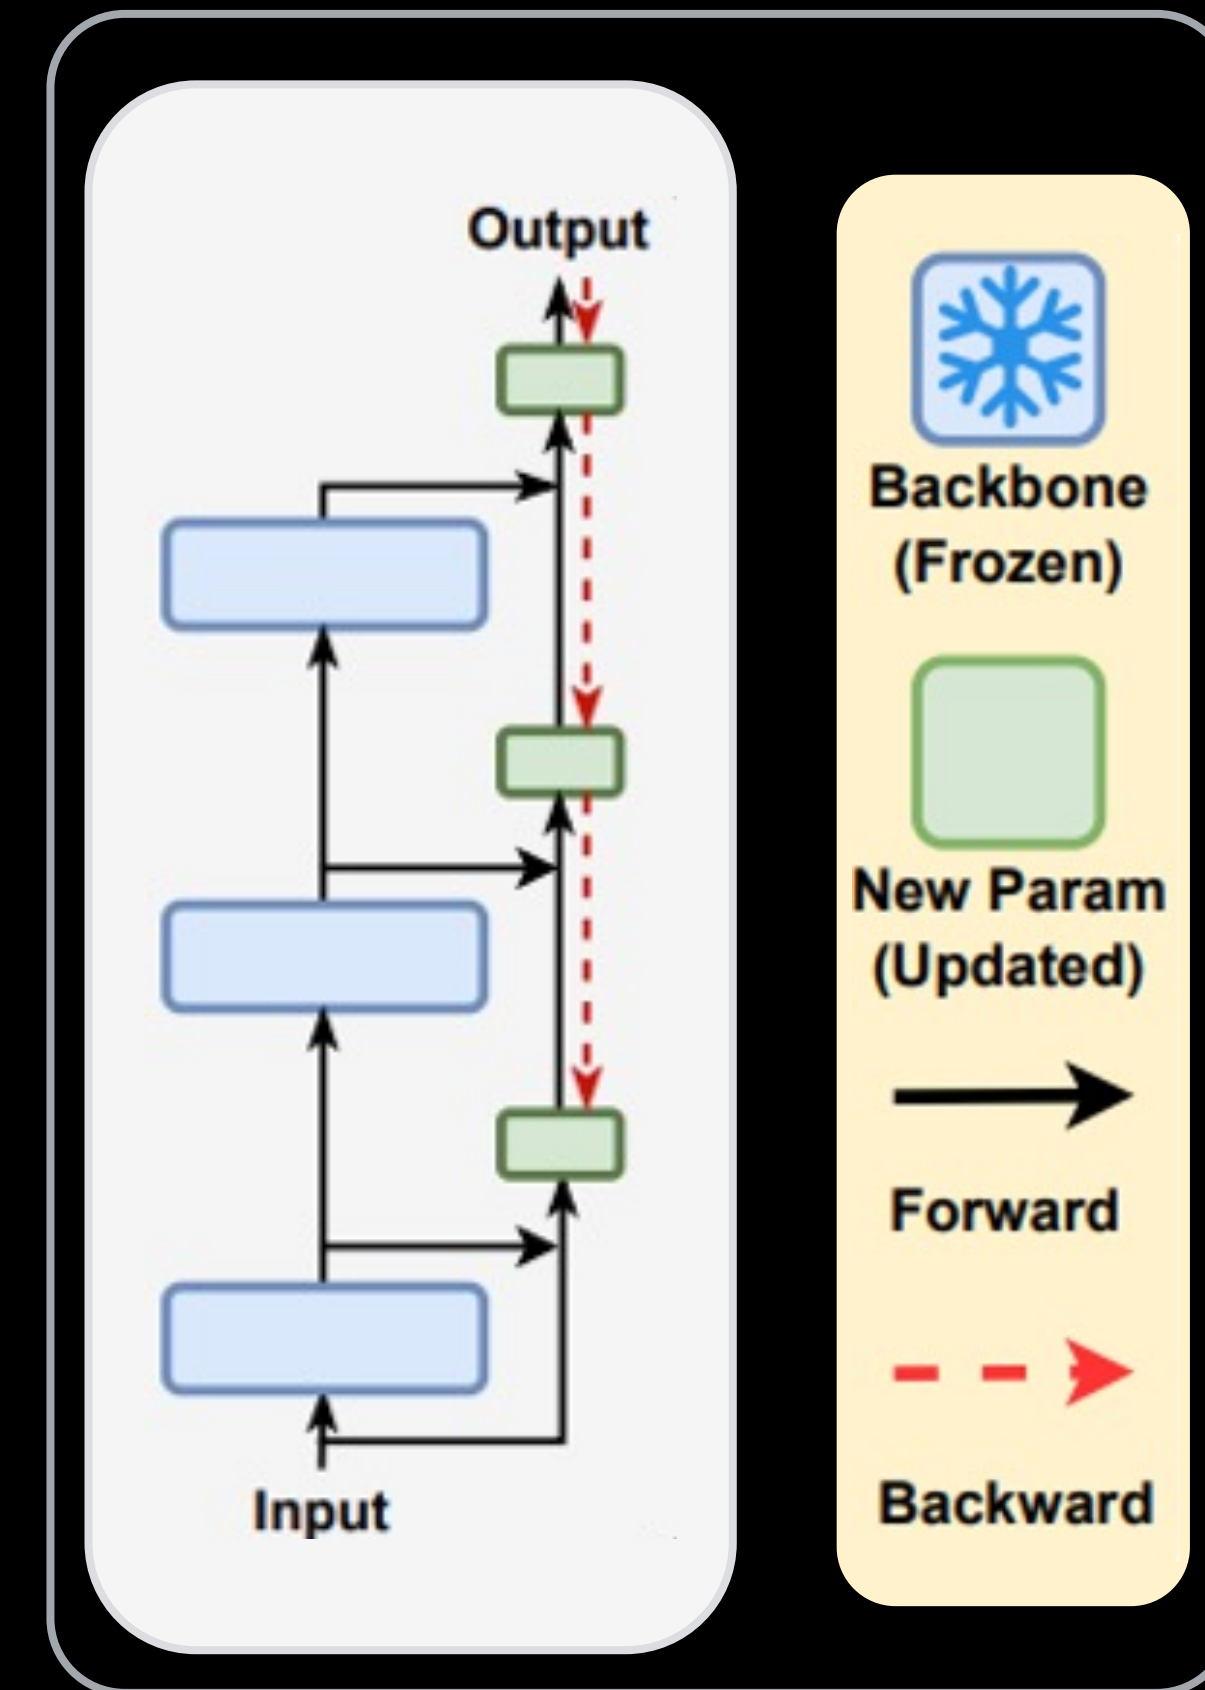 Output
Input
Backbone
(Frozen)
New Param
(Updated)
Forward
Backward